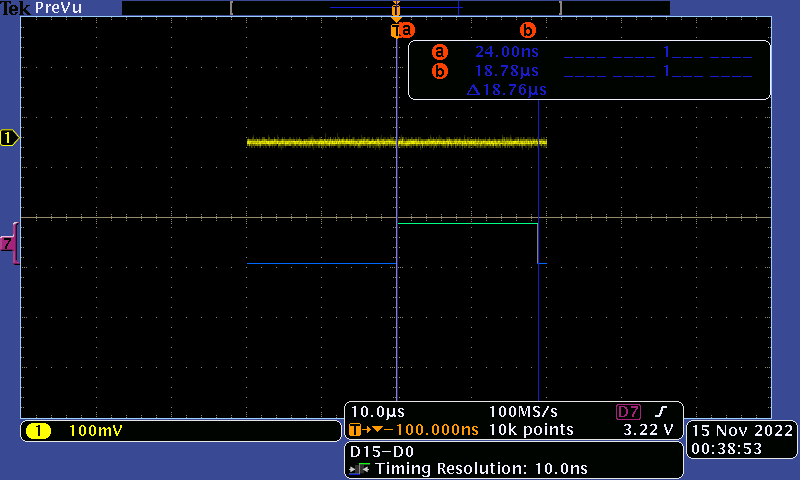 Tek PreVu
T
T a b
a 24.00ns ____ ____ 1___ ____
b 18.78µs ____ ____ 1___ ____
Δ18.76µs
1
7
10.0µs 100MS/s D7
T→▼−100.000ns 10k points 3.22 V
1 100mV
15 Nov 2022
00:38:53
D15−D0
Timing Resolution: 10.0ns